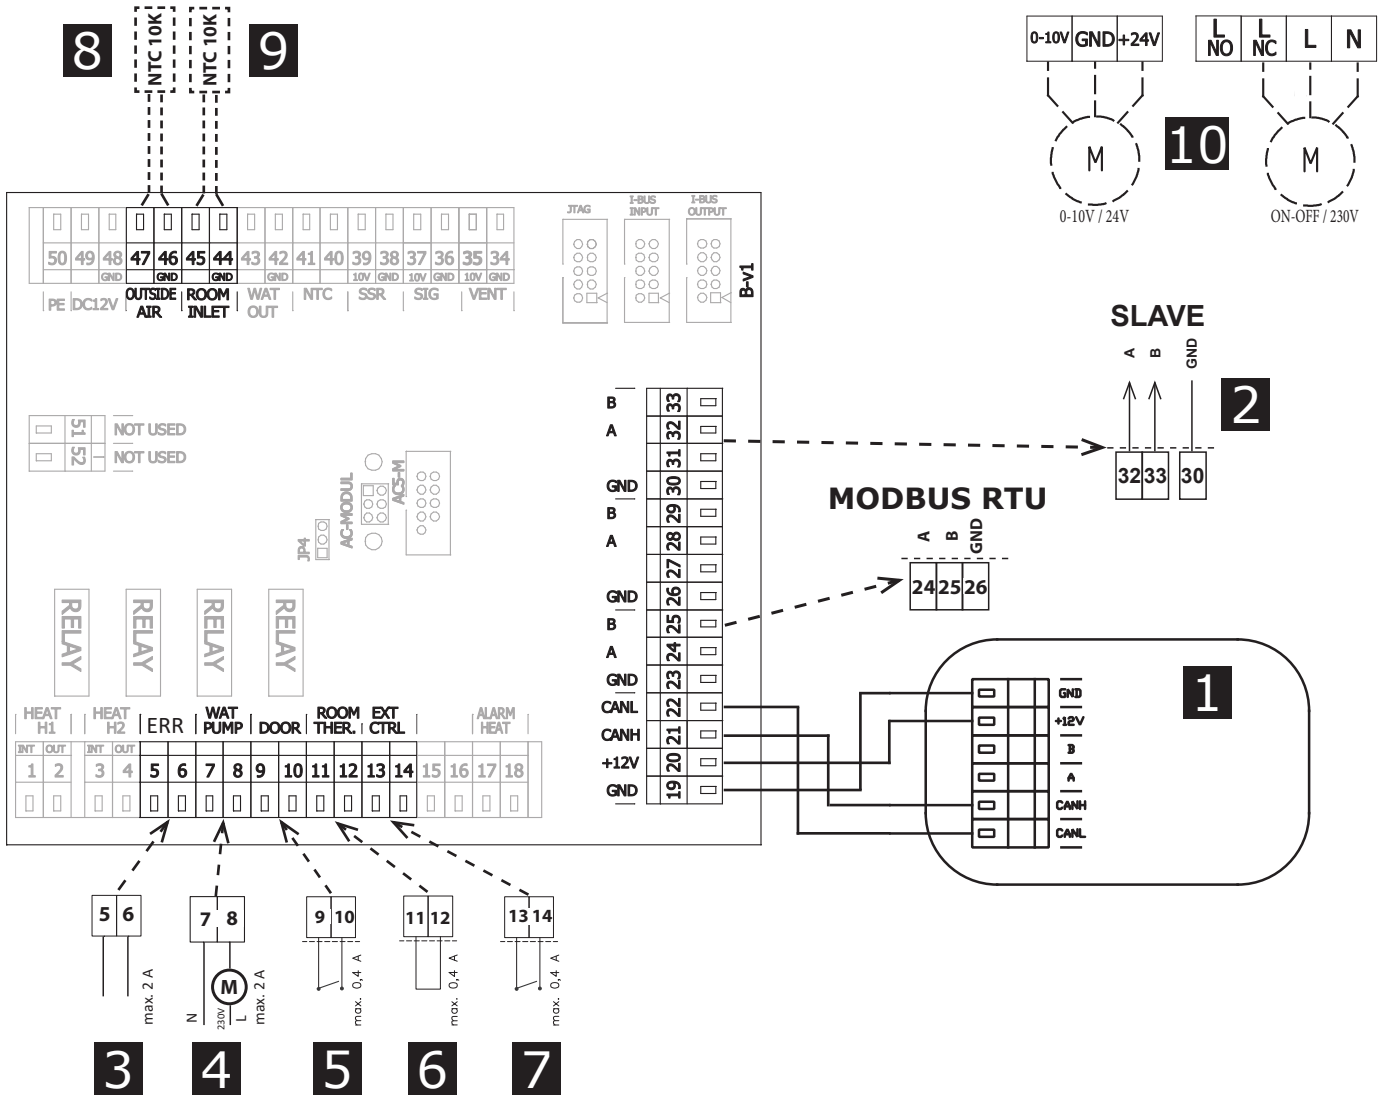 8
NTC 10K
NTC 10K
9
0-10V GND +24V
L NO
L NC
L
N
M
10
M
0-10V / 24V
ON-OFF / 230V
JTAG
I-BUS INPUT
I-BUS OUTPUT
B-v1
50 49 48 47 46 45 44 43 42 41 40 39 38 37 36 35 34
GND GND GND GND 10V GND 10V GND 10V GND
PE DC12V OUTSIDE AIR ROOM INLET WAT OUT NTC SSR SIG VENT
SLAVE
A B GND
2
32 33 30
51 NOT USED
52 NOT USED
JP4
AC-MODUL
ACS-M
B 33
A 32
31
GND 30
B 29
A 28
27
GND 26
B 25
A 24
GND 23
CANL 22
CANH 21
+12V 20
GND 19
MODBUS RTU
A B GND
24 25 26
1
GND
+12V
B
A
CANH
CANL
RELAY RELAY RELAY RELAY
HEAT H1
HEAT H2
ERR
WAT PUMP
DOOR
ROOM THER.
EXT CTRL
ALARM HEAT
INT OUT INT OUT
1 2 3 4 5 6 7 8 9 10 11 12 13 14 15 16 17 18
5 6
max. 2 A
7 8
M
N 230V L
max. 2 A
9 10
max. 0,4 A
11 12
max. 0,4 A
13 14
max. 0,4 A
3
4
5
6
7